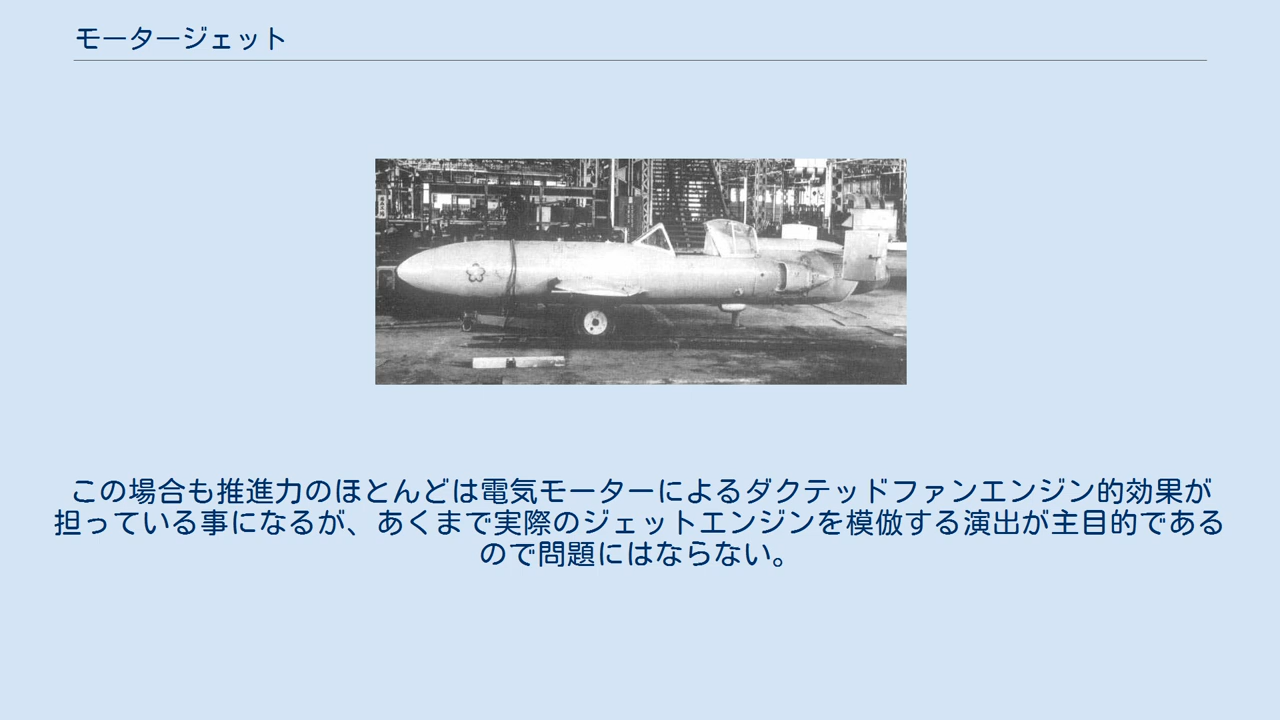 モータージェット
この場合も推進力のほとんどは電気モーターによるダクテッドファンエンジン的効果が
担っている事になるが、あくまで実際のジェットエンジンを模倣する演出が主目的である
ので問題にはならない。